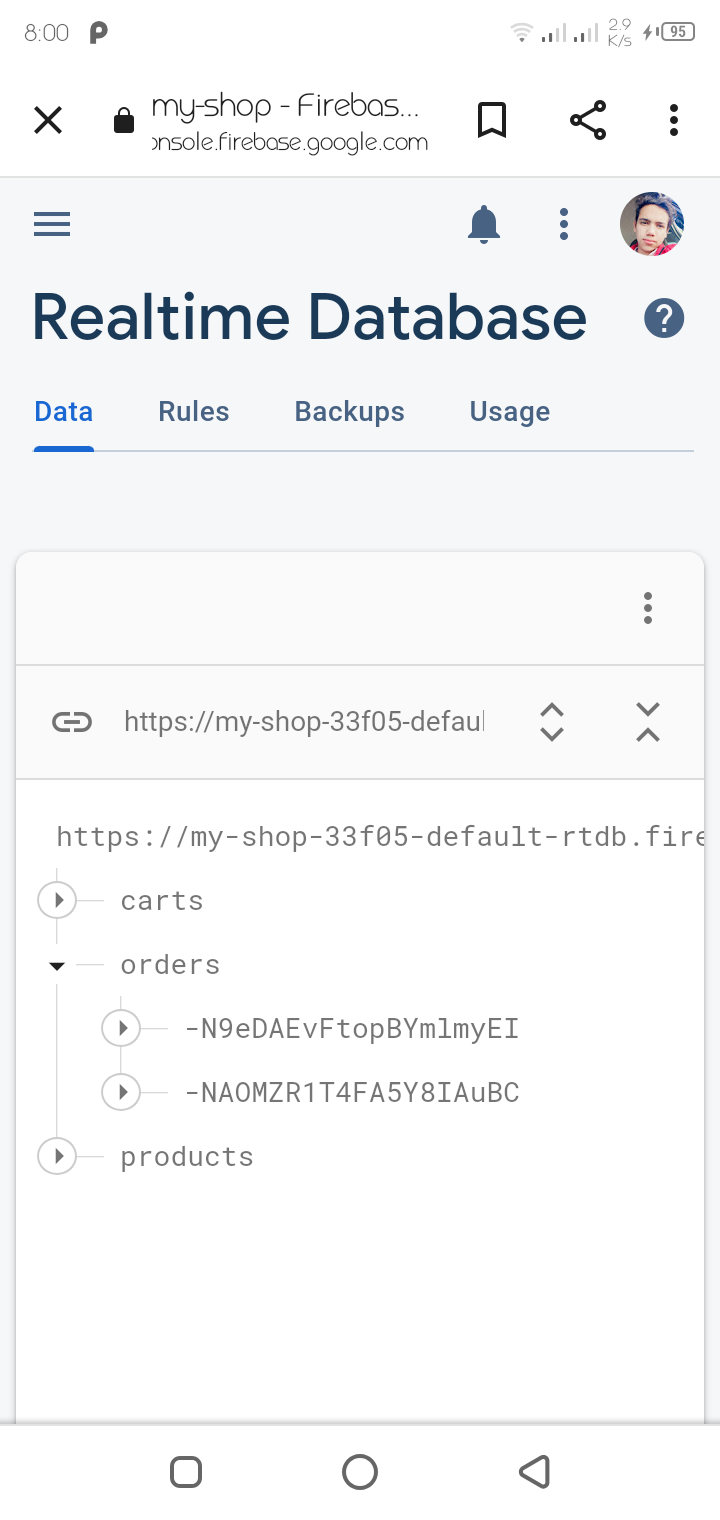 8:00 2.9 K/s 95
my-shop - Firebas...
onsole.firebase.google.com
Realtime Database ?
Data Rules Backups Usage
https://my-shop-33f05-defaul
https://my-shop-33f05-default-rtdb.fire
carts
orders
-N9eDAEvFtopBYmlmyEI
-NAOMZR1T4FA5Y8IAuBC
products